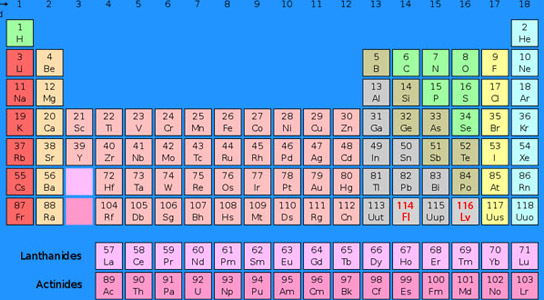 d
1 2 3 4 5 6 7 8 9 10 11 12 13 14 15 16 17 18
1 2
H He
3 4 5 6 7 8 9 10
Li Be B C N O F Ne
11 12 13 14 15 16 17 18
Na Mg Al Si P S Cl Ar
19 20 21 22 23 24 25 26 27 28 29 30 31 32 33 34 35 36
K Ca Sc Ti V Cr Mn Fe Co Ni Cu Zn Ga Ge As Se Br Kr
37 38 39 40 41 42 43 44 45 46 47 48 49 50 51 52 53 54
Rb Sr Y Zr Nb Mo Tc Ru Rh Pd Ag Cd In Sn Sb Te I Xe
55 56 72 73 74 75 76 77 78 79 80 81 82 83 84 85 86
Cs Ba Hf Ta W Re Os Ir Pt Au Hg Tl Pb Bi Po At Rn
87 88 104 105 106 107 108 109 110 111 112 113 114 115 116 117 118
Fr Ra Rf Db Sg Bh Hs Mt Ds Rg Cn Uut Fl Uup Lv Uus Uuo
57 58 59 60 61 62 63 64 65 66 67 68 69 70 71
Lanthanides La Ce Pr Nd Pm Sm Eu Gd Tb Dy Ho Er Tm Yb Lu
89 90 91 92 93 94 95 96 97 98 99 100 101 102 103
Actinides Ac Th Pa U Np Pu Am Cm Bk Cf Es Fm Md No Lr